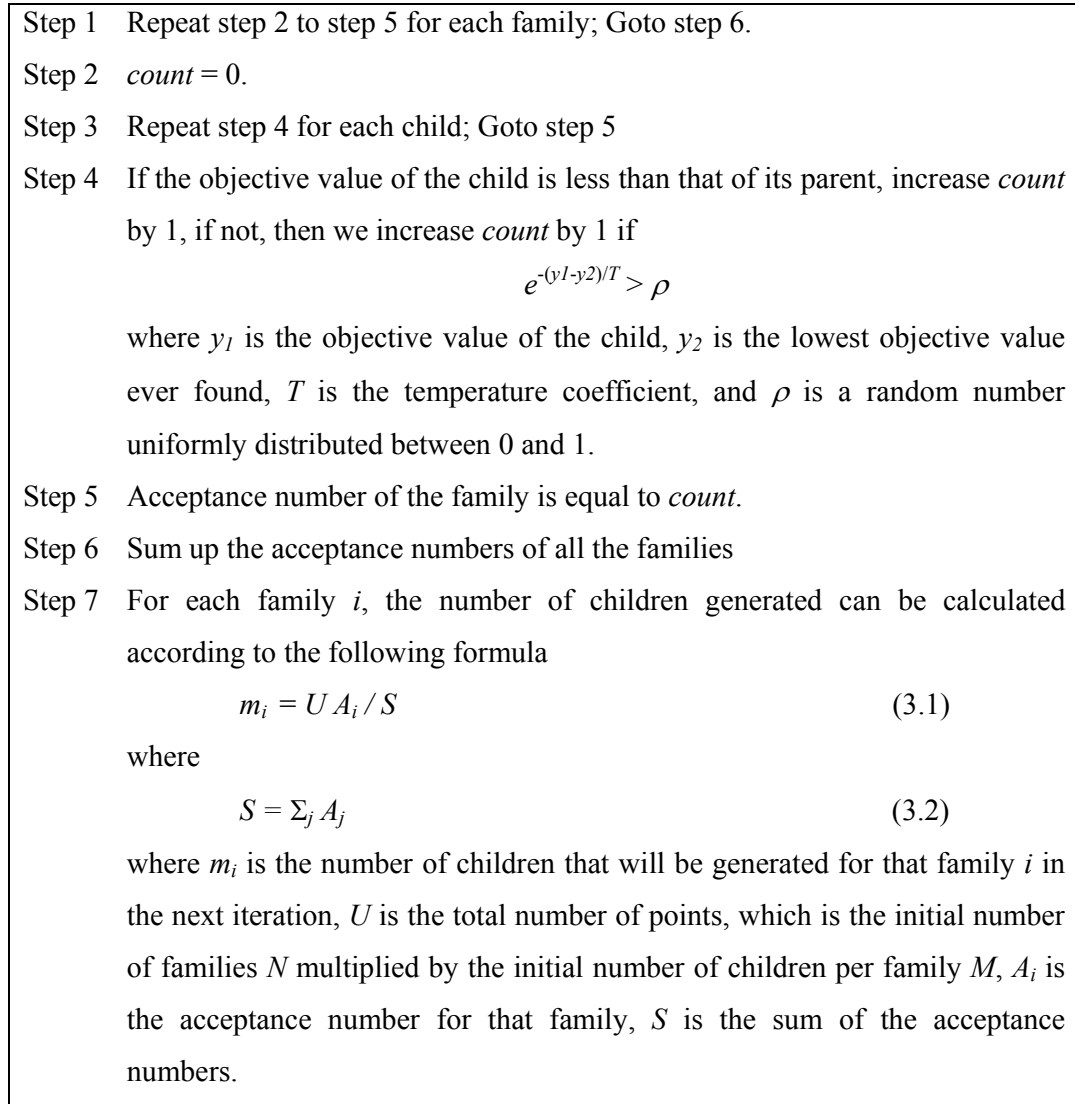 Step 1 Repeat step 2 to step 5 for each family; Goto step 6.
Step 2 count = 0.
Step 3 Repeat step 4 for each child; Goto step 5
Step 4 If the objective value of the child is less than that of its parent, increase count
by 1, if not, then we increase count by 1 if
e^{-(y1-y2)/T} > ρ
where y₁ is the objective value of the child, y₂ is the lowest objective value
ever found, T is the temperature coefficient, and ρ is a random number
uniformly distributed between 0 and 1.
Step 5 Acceptance number of the family is equal to count.
Step 6 Sum up the acceptance numbers of all the families
Step 7 For each family i, the number of children generated can be calculated
according to the following formula
mᵢ = U Aᵢ / S (3.1)
where
S = Σⱼ Aⱼ (3.2)
where mᵢ is the number of children that will be generated for that family i in
the next iteration, U is the total number of points, which is the initial number
of families N multiplied by the initial number of children per family M, Aᵢ is
the acceptance number for that family, S is the sum of the acceptance
numbers.